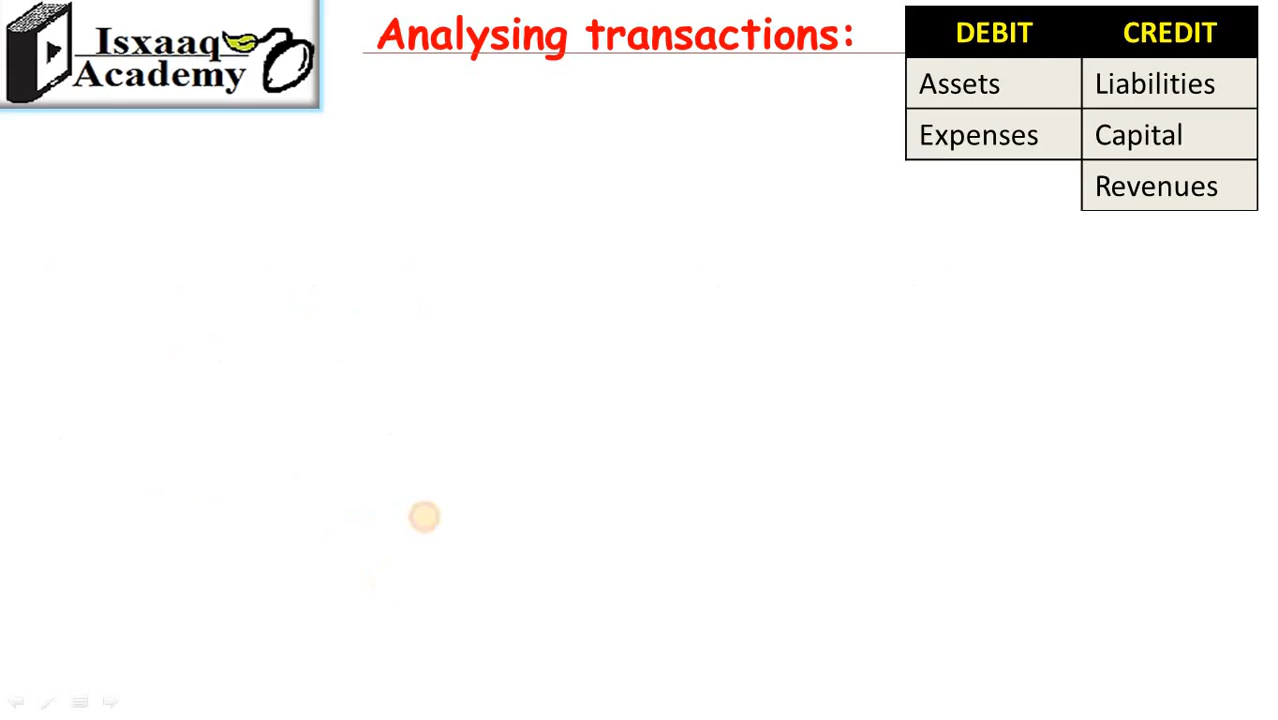 Isxaaq
Academy
Analysing transactions:
DEBIT CREDIT
Assets Liabilities
Expenses Capital
Revenues